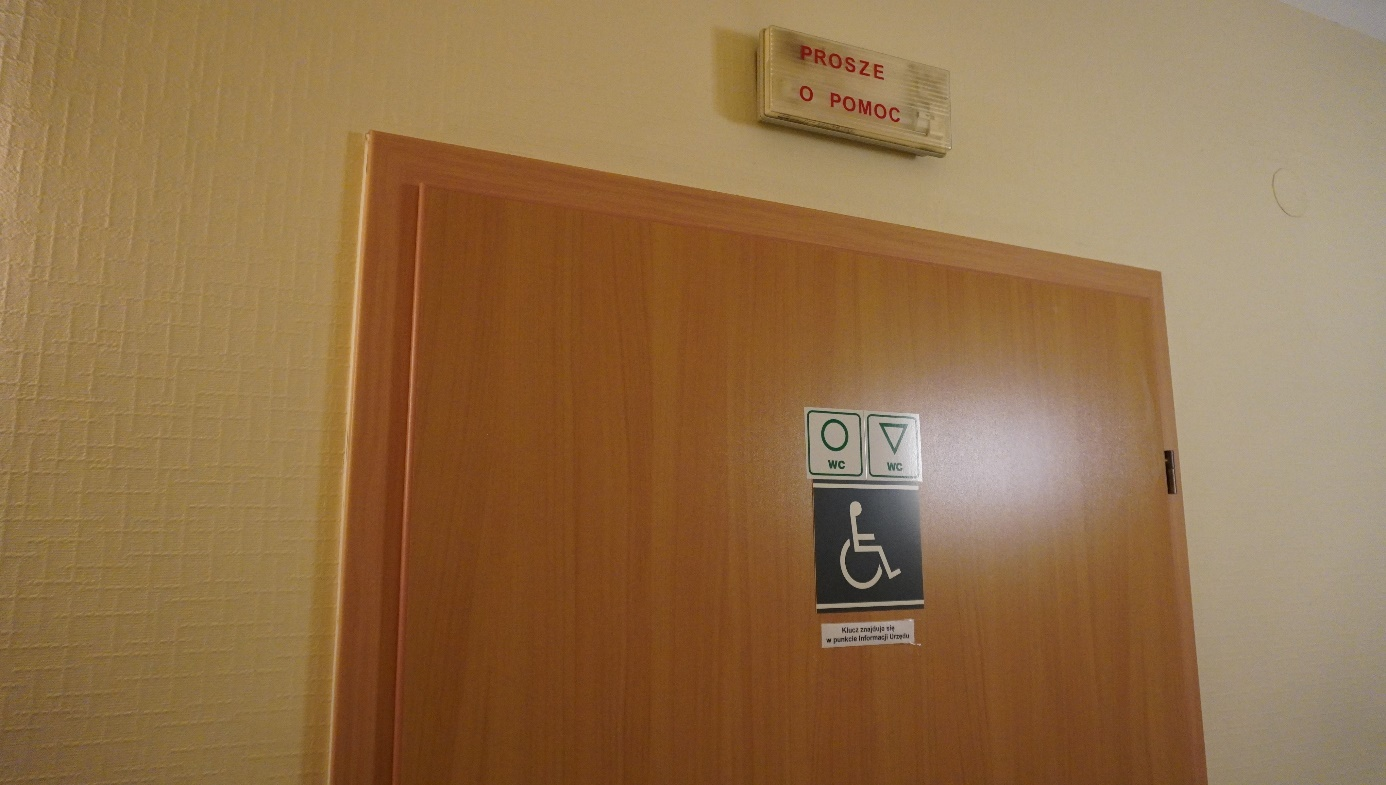 PROSZE
O POMOC
WC WC
Klucz znajduje się
w punkcie Informacji Urzędu